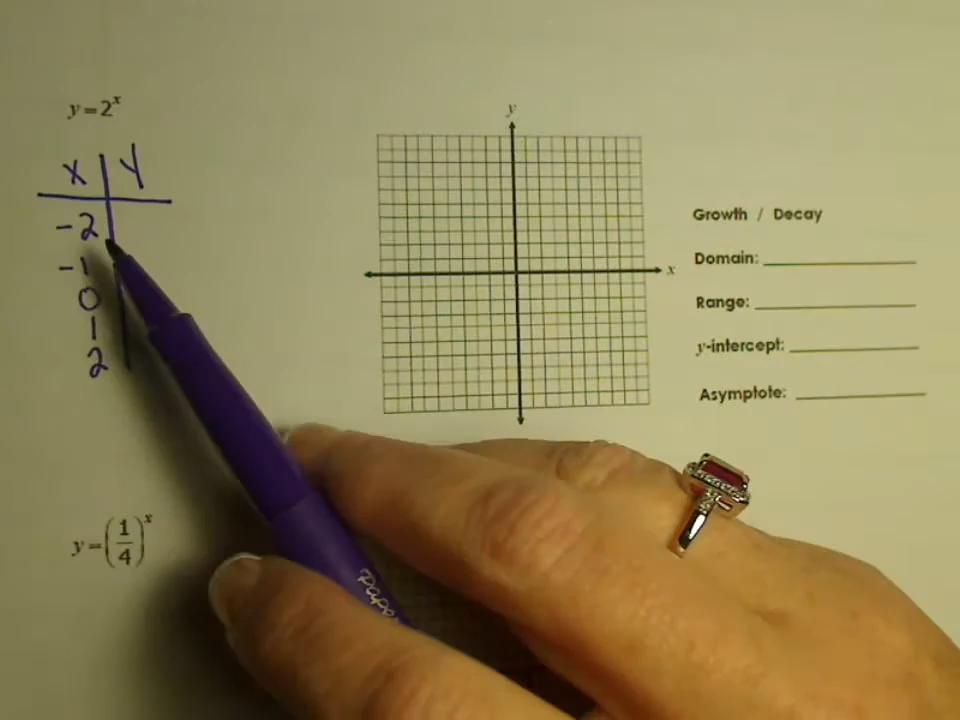 y
y=2^x
x y
-2
-1
0
1
2
x
Growth / Decay
Domain:
Range:
y-intercept:
Asymptote:
y=(1/4)^x